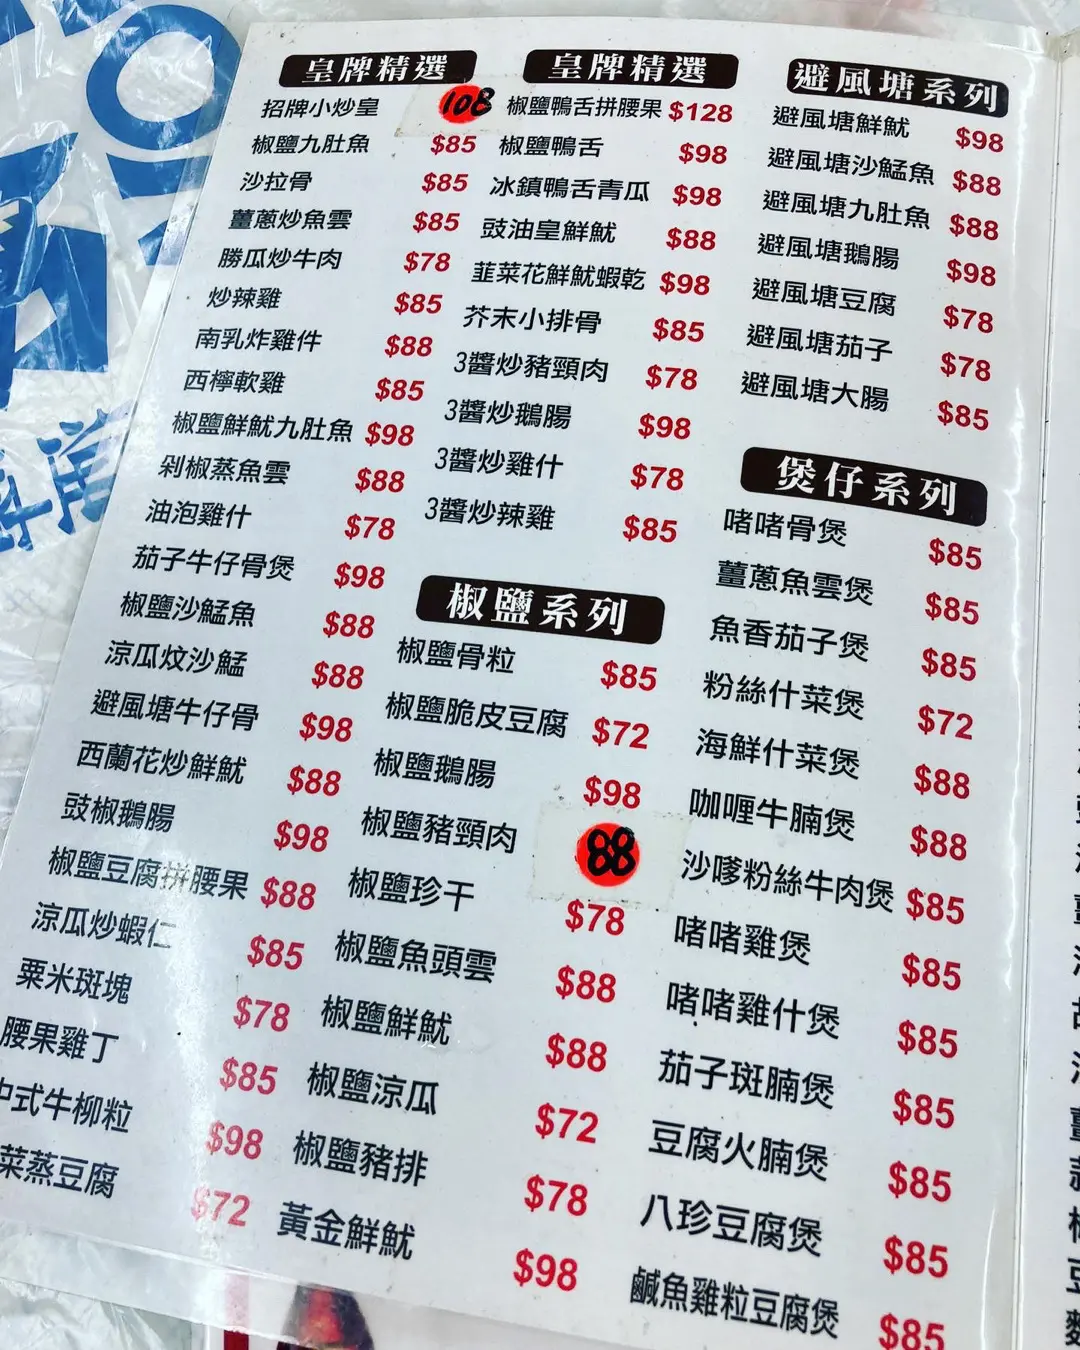 皇牌精選
招牌小炒皇 108
椒鹽九肚魚 $85
沙拉骨 $85
薑蔥炒魚雲 $85
勝瓜炒牛肉 $78
炒辣雞 $85
南乳炸雞件 $88
西檸軟雞 $85
椒鹽鮮魷九肚魚 $98
剁椒蒸魚雲 $88
油泡雞什 $78
茄子牛仔骨煲 $98
椒鹽沙鯭魚 $88
涼瓜炆沙鯭 $88
避風塘牛仔骨 $98
西蘭花炒鮮魷 $88
豉椒鵝腸 $98
椒鹽豆腐拼腰果 $88
涼瓜炒蝦仁 $85
粟米斑塊 $78
腰果雞丁 $85
中式牛柳粒 $98
菜蒸豆腐 $72
皇牌精選
椒鹽鴨舌拼腰果 $128
椒鹽鴨舌 $98
冰鎮鴨舌青瓜 $98
豉油皇鮮魷 $88
韮菜花鮮魷蝦乾 $98
芥末小排骨 $85
3醬炒豬頸肉 $78
3醬炒鵝腸 $98
3醬炒雞什 $78
3醬炒辣雞 $85
椒鹽系列
椒鹽骨粒 $85
椒鹽脆皮豆腐 $72
椒鹽鵝腸 $98
椒鹽豬頸肉 88
椒鹽珍干 $78
椒鹽魚頭雲 $88
椒鹽鮮魷 $88
椒鹽涼瓜 $72
椒鹽豬排 $78
黃金鮮魷 $98
避風塘系列
避風塘鮮魷 $98
避風塘沙鯭魚 $88
避風塘九肚魚 $88
避風塘鵝腸 $98
避風塘豆腐 $78
避風塘茄子 $78
避風塘大腸 $85
煲仔系列
啫啫骨煲 $85
薑蔥魚雲煲 $85
魚香茄子煲 $85
粉絲什菜煲 $72
海鮮什菜煲 $88
咖喱牛腩煲 $88
沙嗲粉絲牛肉煲 $85
啫啫雞煲 $85
啫啫雞什煲 $85
茄子斑腩煲 $85
豆腐火腩煲 $85
八珍豆腐煲 $85
鹹魚雞粒豆腐煲 $85